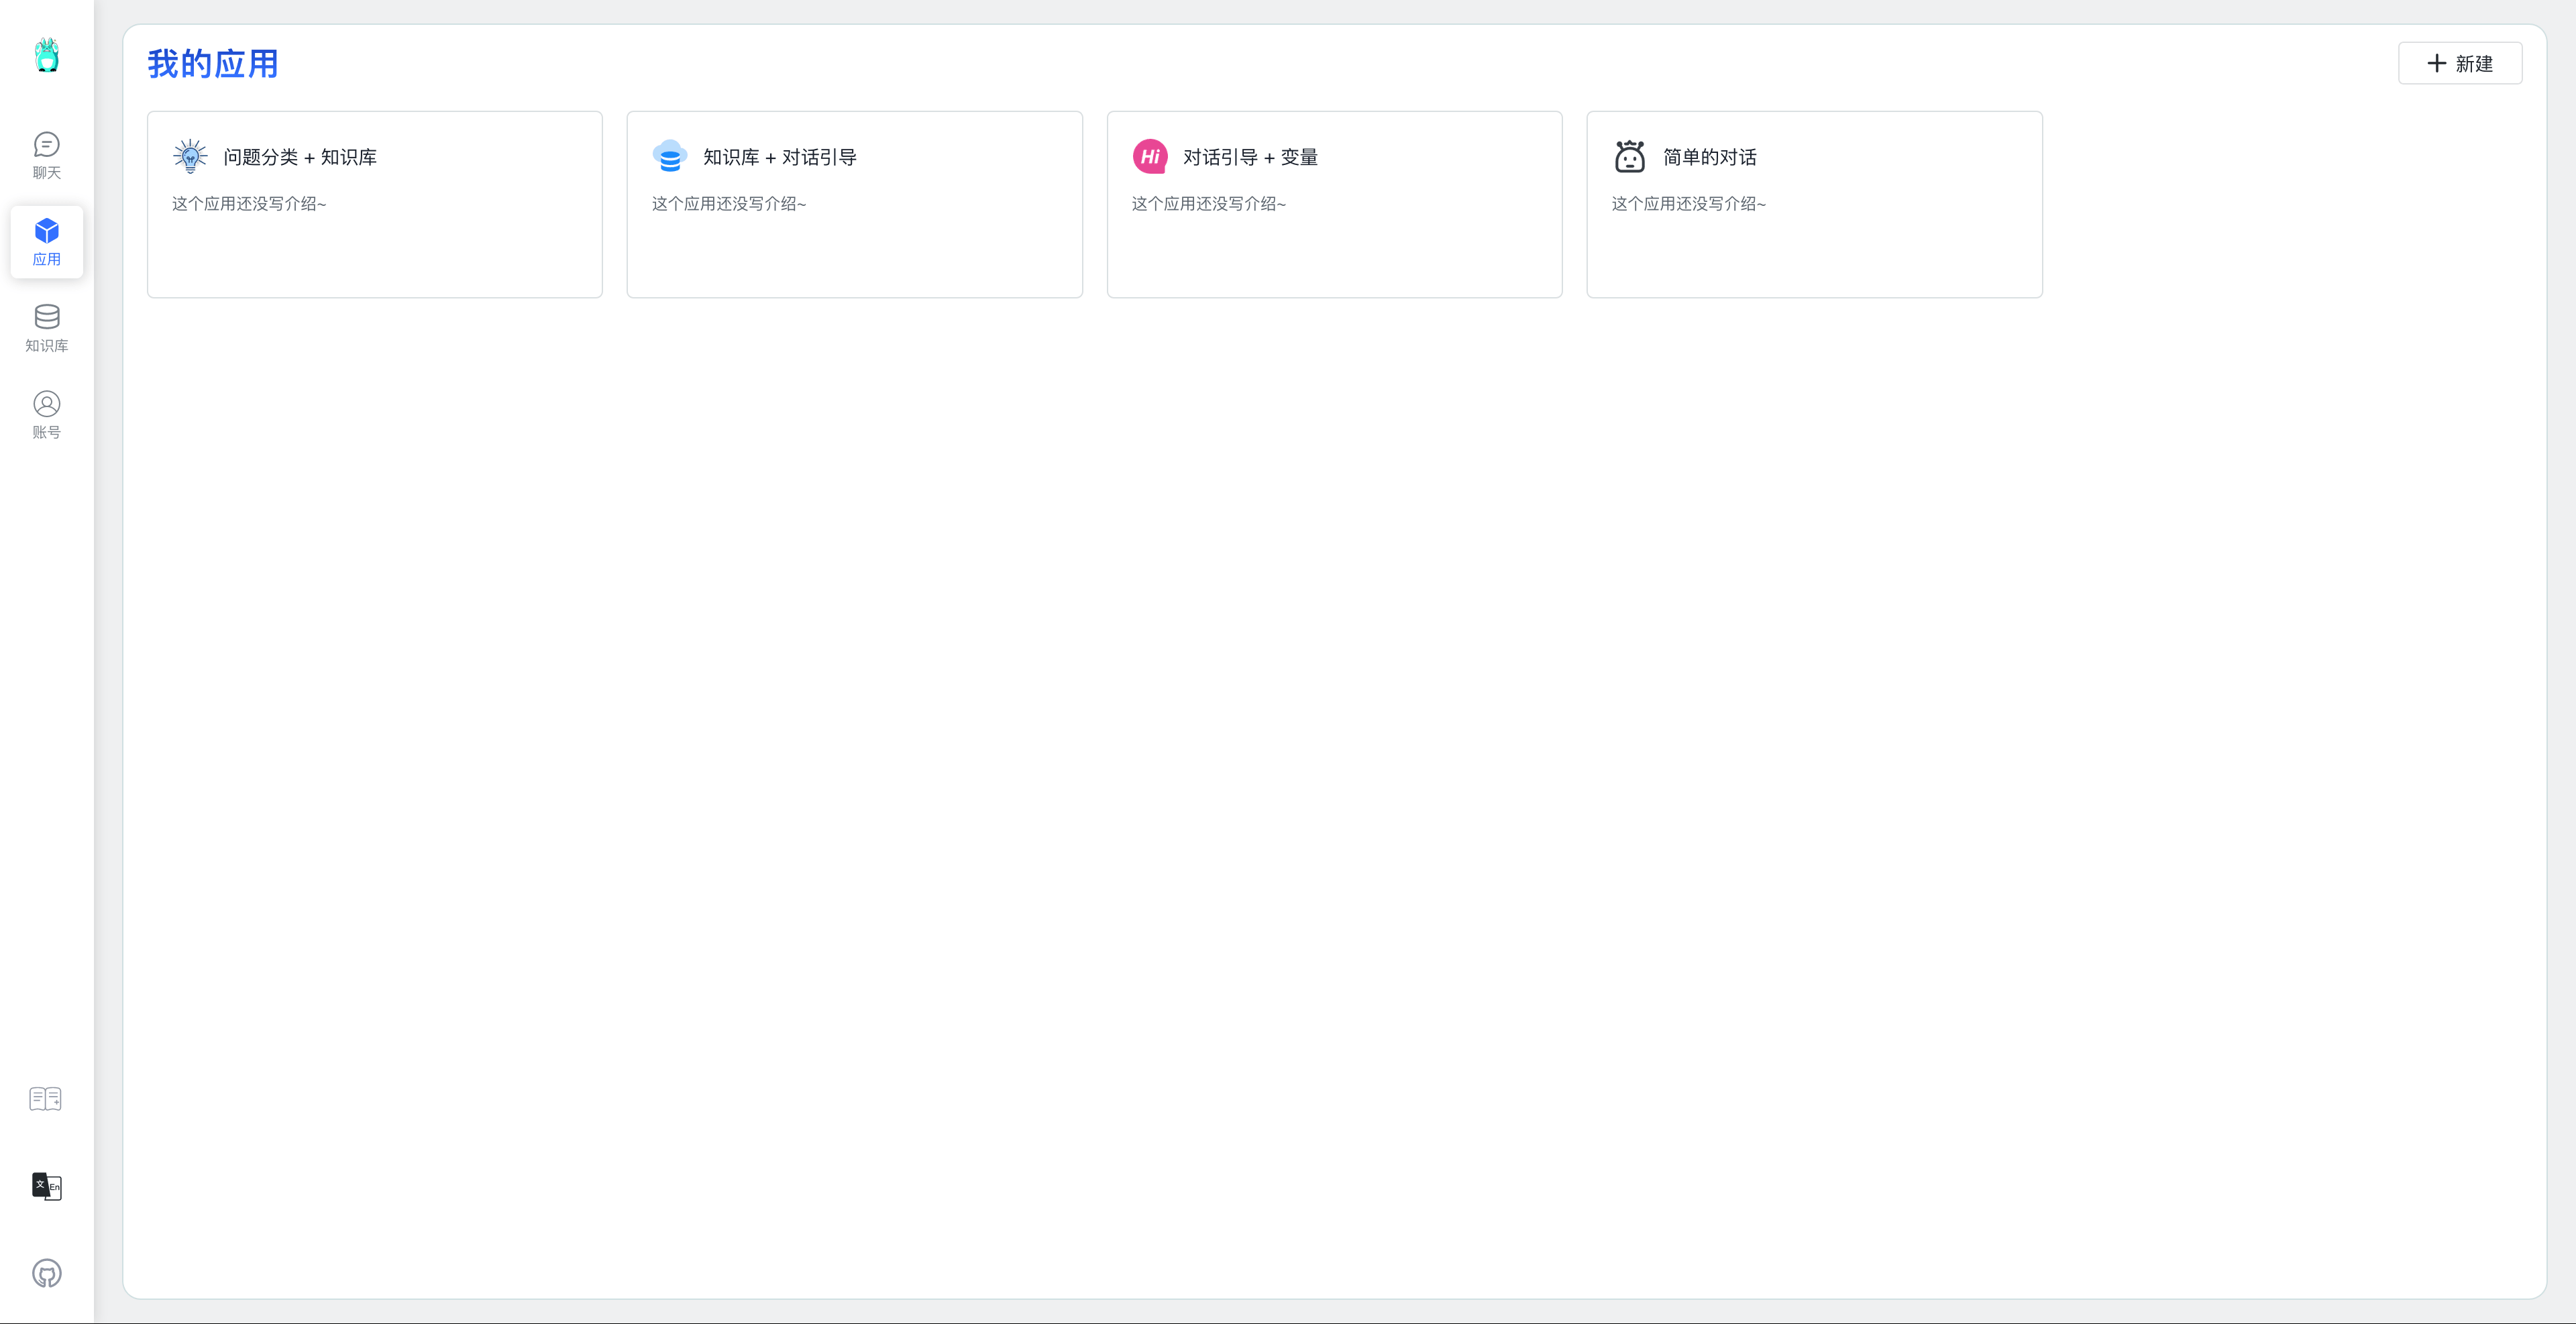 我的应用
新建
聊天
应用
知识库
账号
问题分类 + 知识库
这个应用还没写介绍~
知识库 + 对话引导
这个应用还没写介绍~
Hi
对话引导 + 变量
这个应用还没写介绍~
简单的对话
这个应用还没写介绍~
文 En